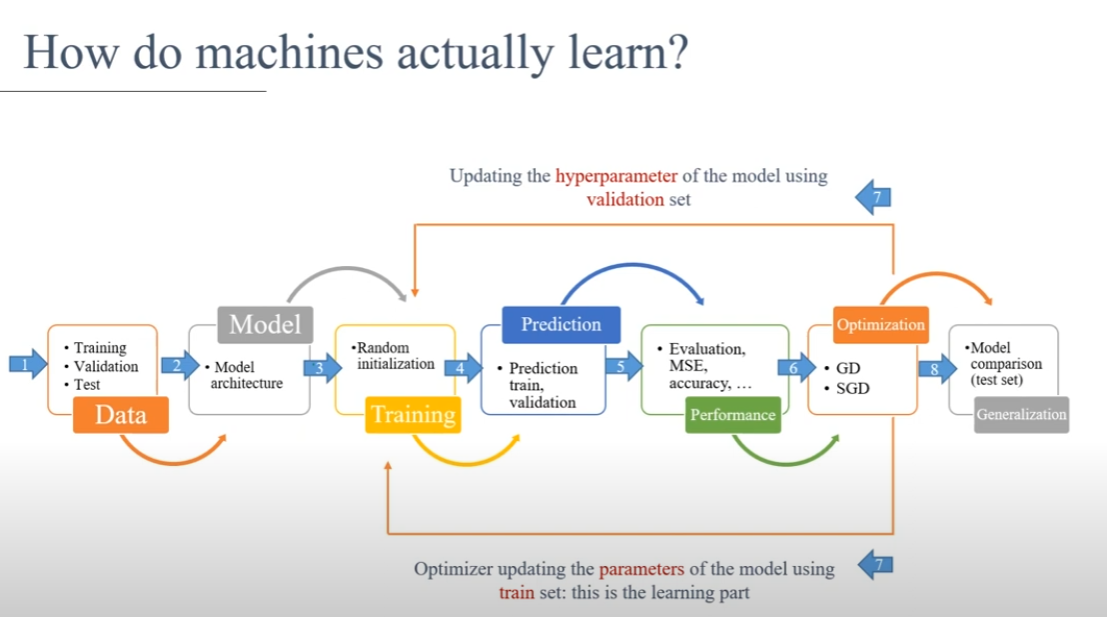 How do machines actually learn?
Updating the hyperparameter of the model using
validation set
7
1
• Training
• Validation
• Test
Data
2
Model
• Model
architecture
3
•Random
initialization
Training
4
Prediction
• Prediction
train,
validation
5
• Evaluation,
MSE,
accuracy, …
Performance
6
Optimization
• GD
• SGD
8
•Model
comparison
(test set)
Generalization
7
Optimizer updating the parameters of the model using
train set: this is the learning part